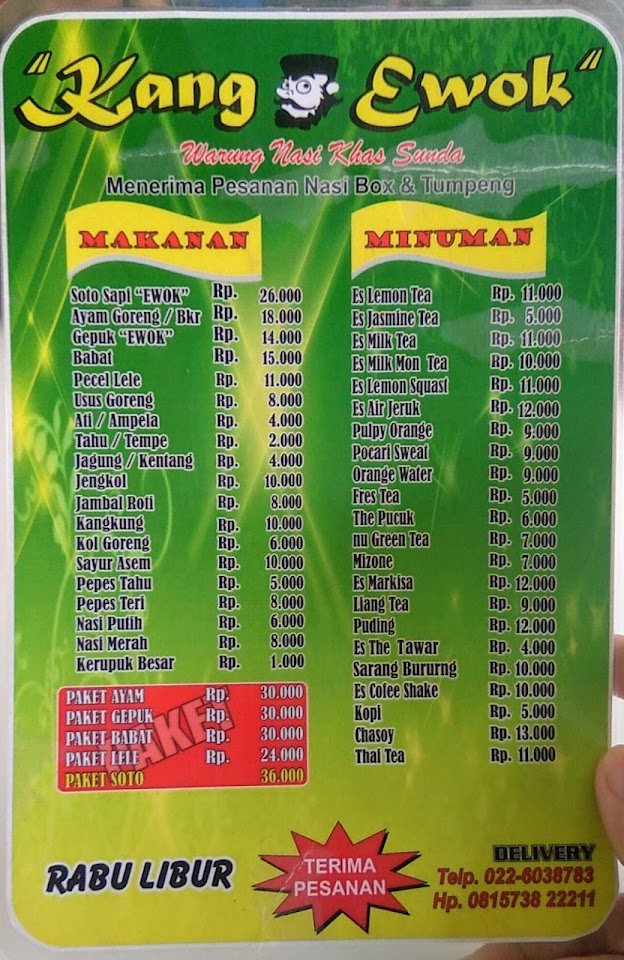 "Kang Ewok"
Warung Nasi Khas Sunda
Menerima Pesanan Nasi Box & Tumpeng
MAKANAN
Soto Sapi "EWOK" Rp. 26.000
Ayam Goreng / Bkr Rp. 18.000
Gepuk "EWOK" Rp. 14.000
Babat Rp. 15.000
Pecel Lele Rp. 11.000
Usus Goreng Rp. 8.000
Ati / Ampela Rp. 4.000
Tahu / Tempe Rp. 2.000
Jagung / Kentang Rp. 4.000
Jengkol Rp. 10.000
Jambal Roti Rp. 8.000
Kangkung Rp. 10.000
Kol Goreng Rp. 6.000
Sayur Asem Rp. 10.000
Pepes Tahu Rp. 5.000
Pepes Teri Rp. 8.000
Nasi Putih Rp. 6.000
Nasi Merah Rp. 8.000
Kerupuk Besar Rp. 1.000
PAKET
PAKET AYAM Rp. 30.000
PAKET GEPUK Rp. 30.000
PAKET BABAT Rp. 30.000
PAKET LELE Rp. 24.000
PAKET SOTO 36.000
MINUMAN
Es Lemon Tea Rp. 11.000
Es Jasmine Tea Rp. 5.000
Es Milk Tea Rp. 11.000
Es Milk Mon Tea Rp. 10.000
Es Lemon Squast Rp. 11.000
Es Air Jeruk Rp. 12.000
Pulpy Orange Rp. 9.000
Pocari Sweat Rp. 9.000
Orange Water Rp. 9.000
Fres Tea Rp. 5.000
The Pucuk Rp. 6.000
nu Green Tea Rp. 7.000
Mizone Rp. 7.000
Es Markisa Rp. 12.000
Liang Tea Rp. 9.000
Puding Rp. 12.000
Es The Tawar Rp. 4.000
Sarang Bururng Rp. 10.000
Es Cofee Shake Rp. 10.000
Kopi Rp. 5.000
Chasoy Rp. 13.000
Thai Tea Rp. 11.000
RABU LIBUR
TERIMA
PESANAN
DELIVERY
Telp. 022-6038783
Hp. 0815738 22211